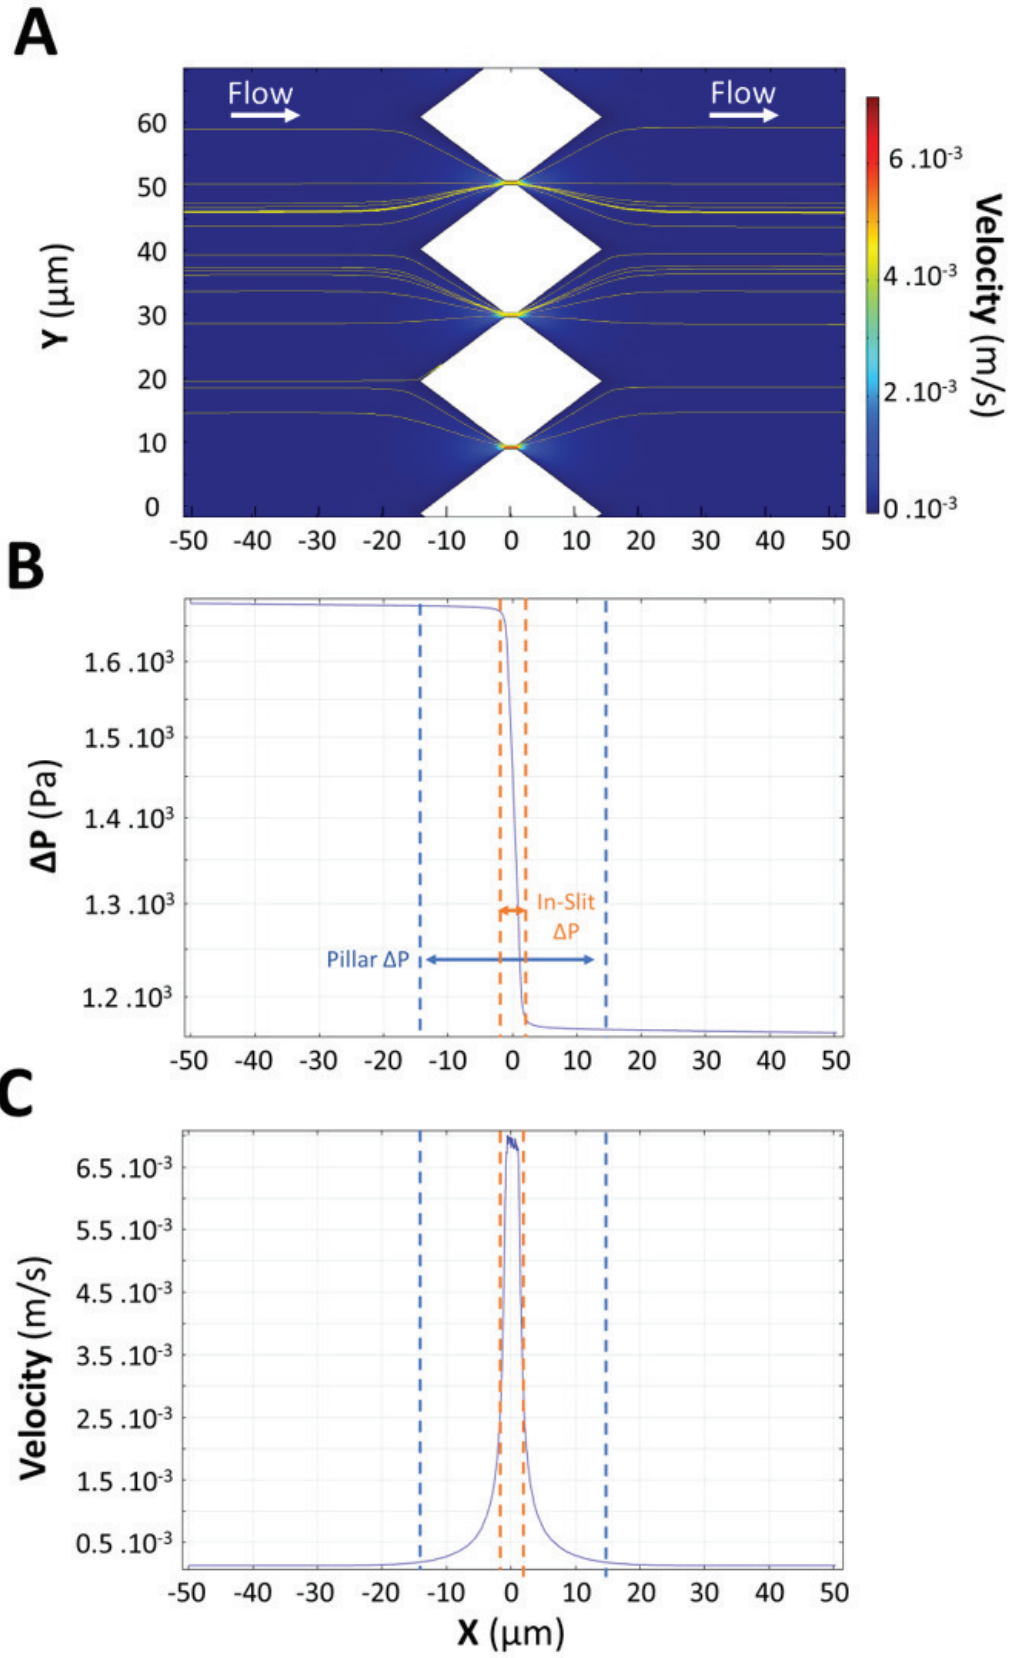 A
Flow
Flow
60
50
40
30
20
10
0
Y (μm)
-50 -40 -30 -20 -10 0 10 20 30 40 50
6 .10-3
4 .10-3
2 .10-3
0 .10-3
Velocity (m/s)
B
1.6 .10³
1.5 .10³
1.4 .10³
1.3 .10³
1.2 .10³
ΔP (Pa)
In-Slit
ΔP
Pillar ΔP
-50 -40 -30 -20 -10 0 10 20 30 40 50
C
6.5 .10-3
5.5 .10-3
4.5 .10-3
3.5 .10-3
2.5 .10-3
1.5 .10-3
0.5 .10-3
Velocity (m/s)
-50 -40 -30 -20 -10 0 10 20 30 40 50
X (μm)